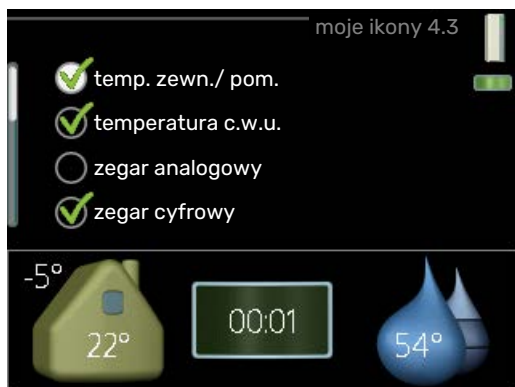 moje ikony 4.3
temp. zewn./ pom.
temperatura c.w.u.
zegar analogowy
zegar cyfrowy
-5°
22°
00:01
54°